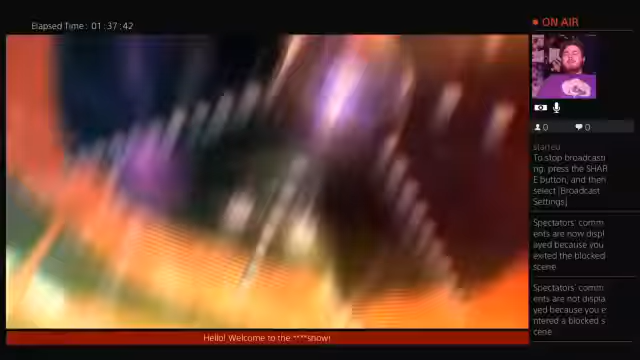 Elapsed Time: 01:37:42
ON AIR
0 0
started
To stop broadcasti
ng, press the SHAR
E button, and then
select [Broadcast
Settings]
Spectators' comm
ents are now displ
ayed because you
exited the blocked
scene
Spectators' comm
ents are not displa
yed because you e
ntered a blocked s
cene
Hello! Welcome to the ****show!